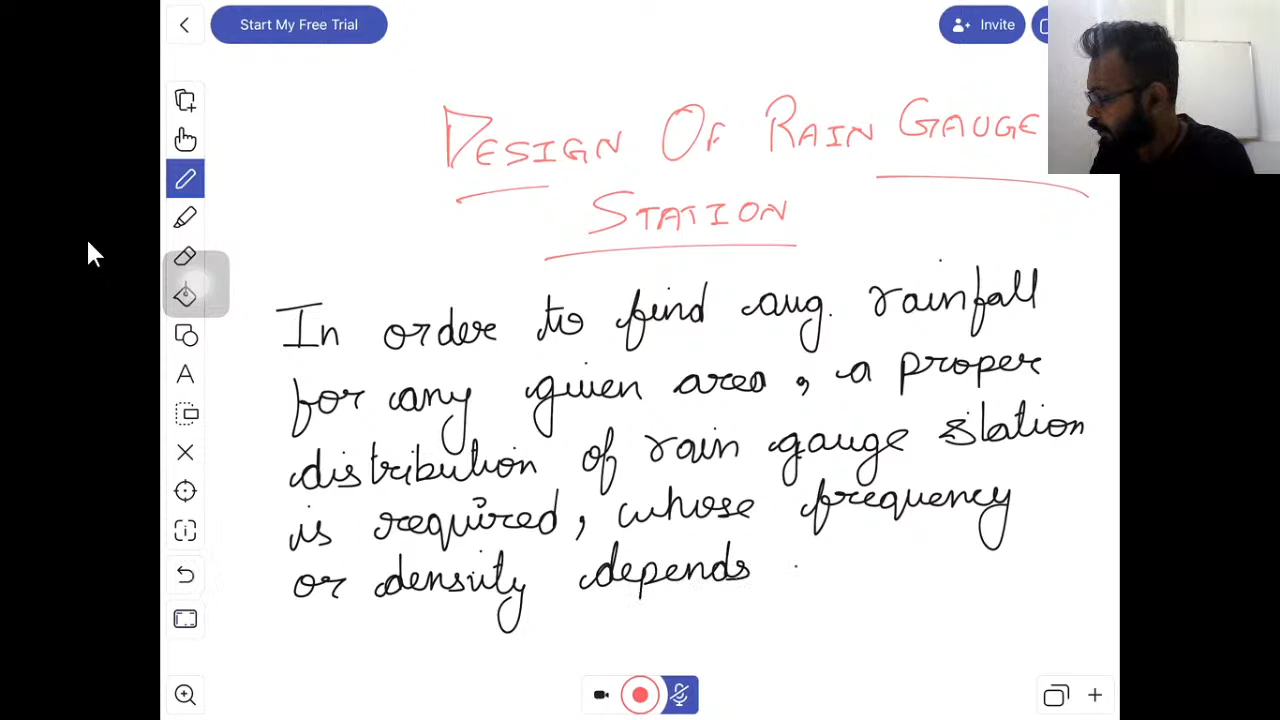 Start My Free Trial
Invite
DESIGN OF RAIN GAUGE
STATION
In order to find avg. rainfall
for any given area, a proper
distribution of rain gauge station
is required, whose frequency
or density depends